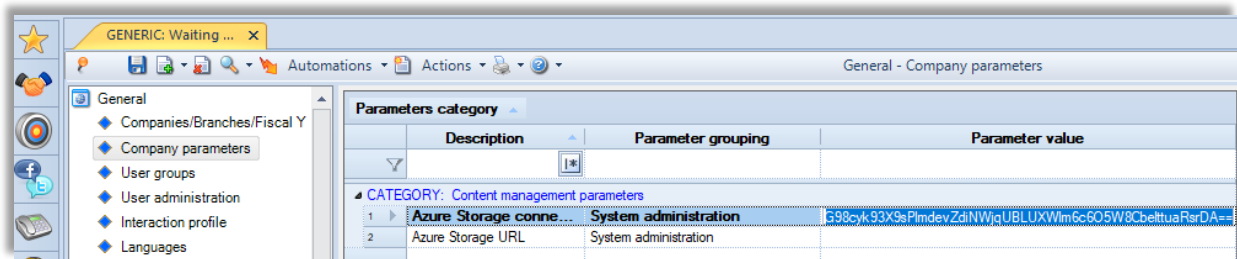 GENERIC: Waiting ... X
Automations Actions General - Company parameters
General
Companies/Branches/Fiscal Y
Company parameters
User groups
User administration
Interaction profile
Languages
Parameters category
Description Parameter grouping Parameter value
CATEGORY: Content management parameters
1 Azure Storage conne... System administration G98cyk93X9sPlmdevZdiNWjqUBLUXWlm6c6O5W8CbelttuaRsrDA==
2 Azure Storage URL System administration